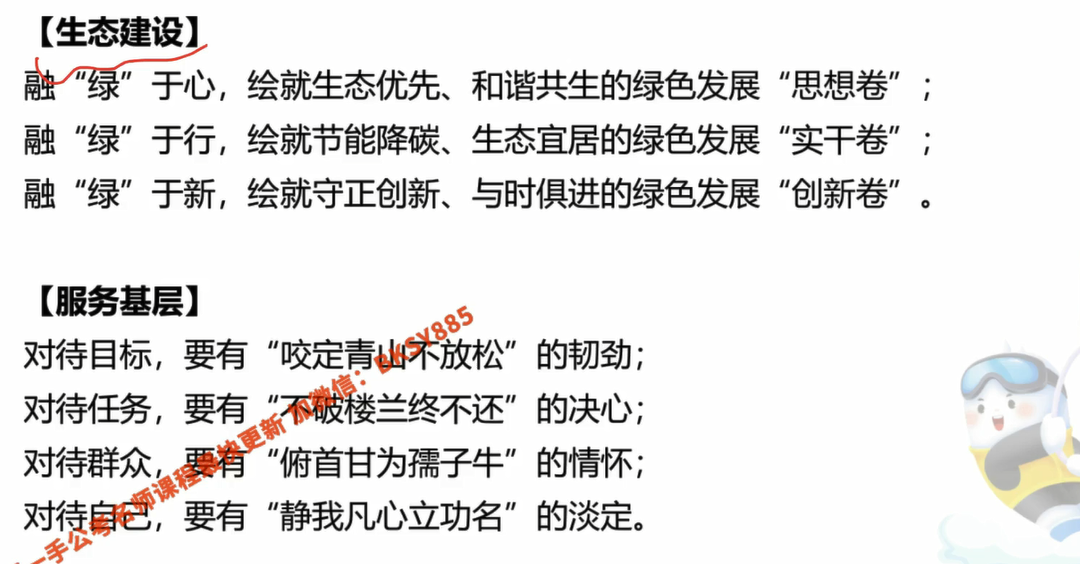 【生态建设】
融“绿”于心，绘就生态优先、和谐共生的绿色发展“思想卷”；
融“绿”于行，绘就节能降碳、生态宜居的绿色发展“实干卷”；
融“绿”于新，绘就守正创新、与时俱进的绿色发展“创新卷”。
【服务基层】
对待目标，要有“咬定青山不放松”的韧劲；
对待任务，要有“不破楼兰终不还”的决心；
对待群众，要有“俯首甘为孺子牛”的情怀；
对待自己，要有“静我凡心立功名”的淡定。
一手公考名师课程最快更新 加微信：BKSY885